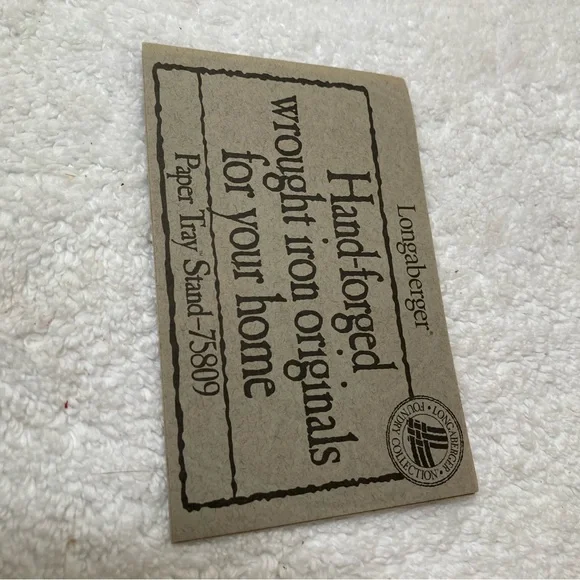 Longaberger®
Hand-forged
wrought iron originals
for your home
Paper Tray Stand-75809
LONGABERGER •
FOUNDRY COLLECTION •